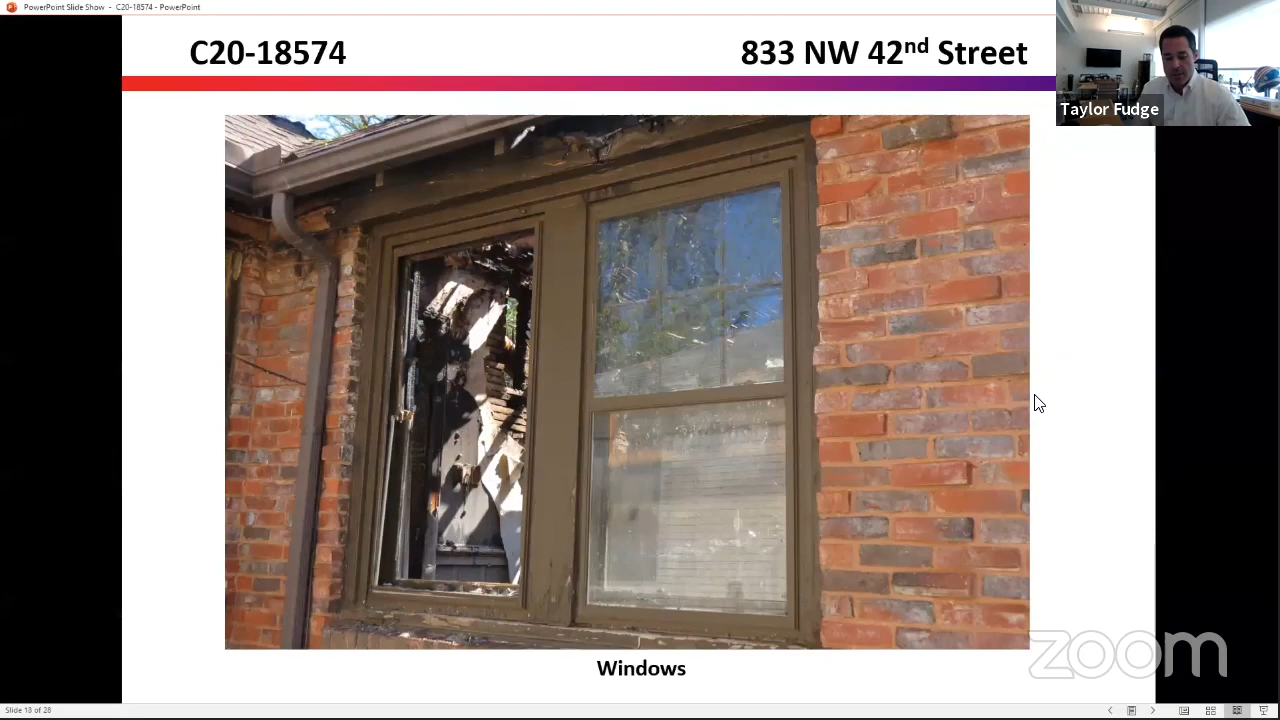 PowerPoint Slide Show - C20-18574 - PowerPoint
C20-18574
833 NW 42nd Street
Taylor Fudge
Windows
zoom
Slide 13 of 28